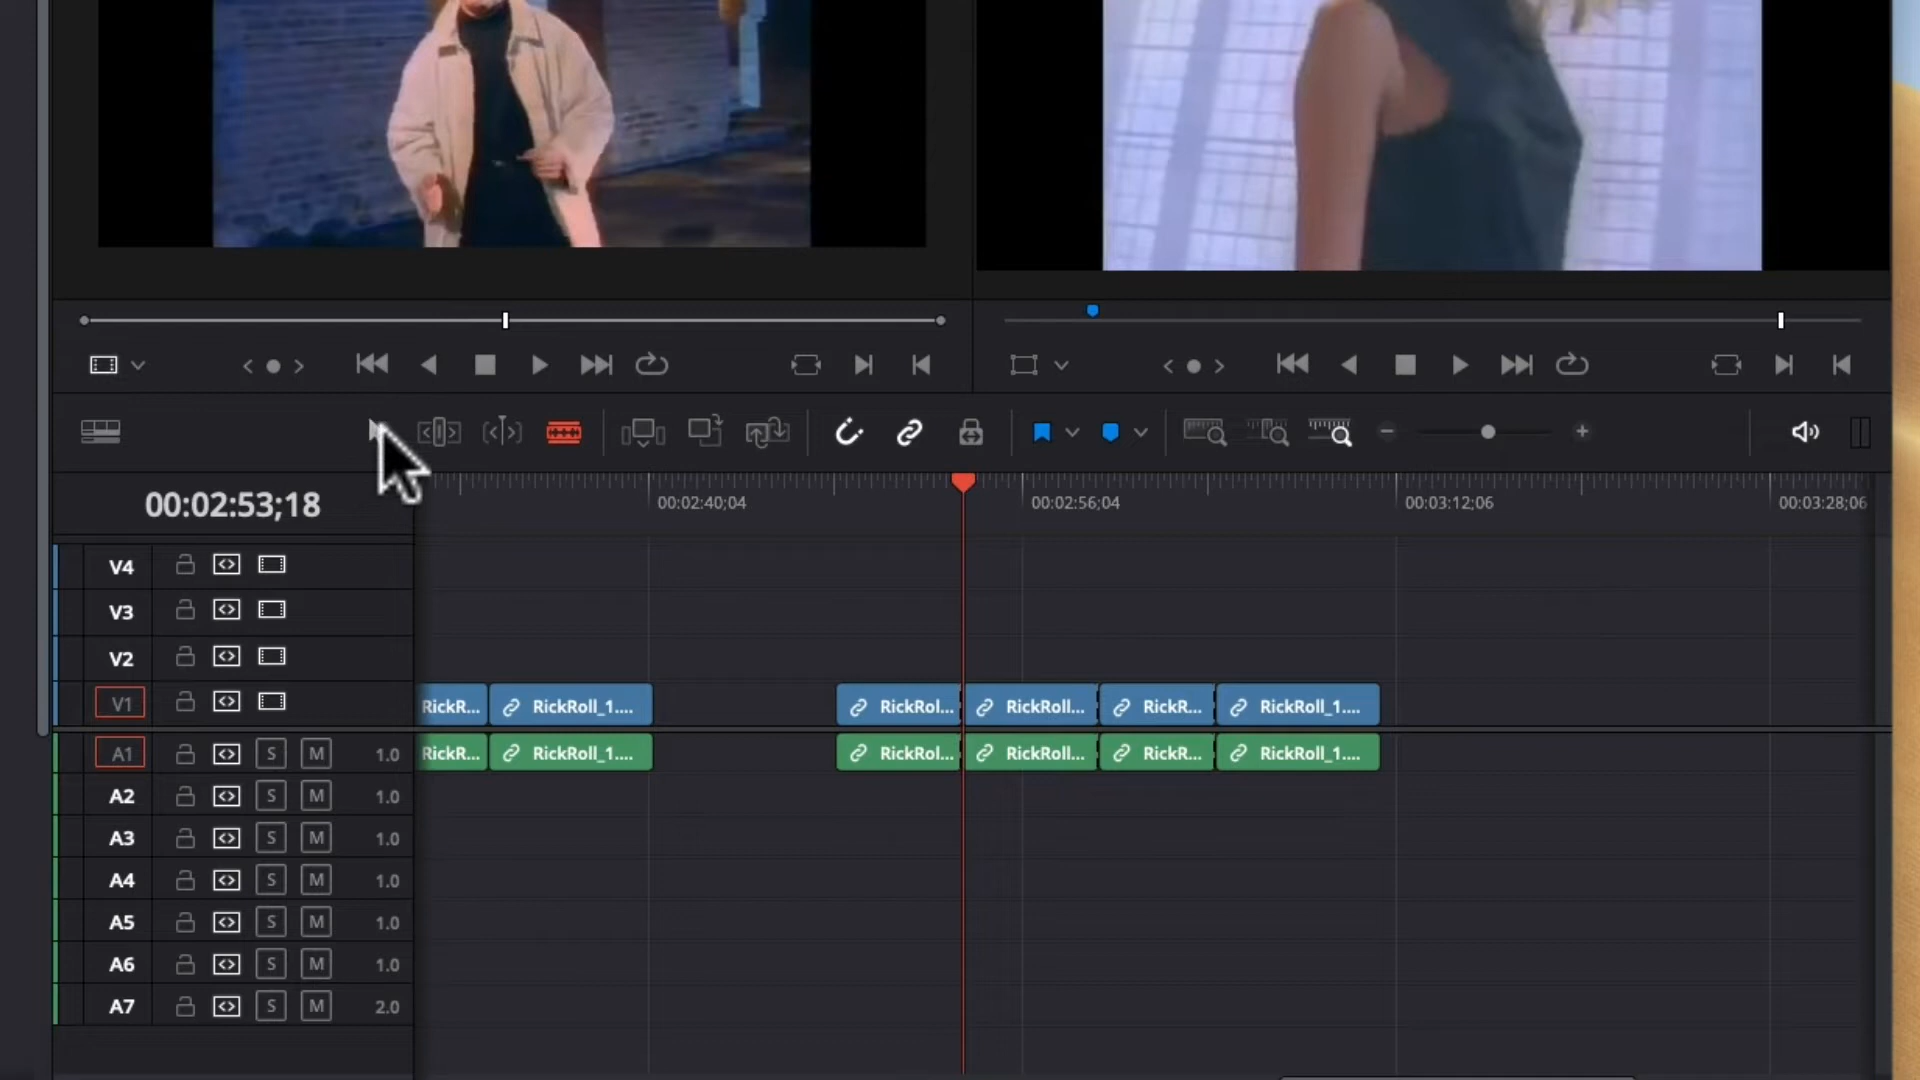 00:02:53;18
00:02:40;04
00:02:56;04
00:03:12;06
00:03:28;06
V4
V3
V2
V1
RickR...
RickRoll_1....
RickRol...
RickRoll...
RickR...
RickRoll_1....
A1
S
M
1.0
RickR...
RickRoll_1....
RickRol...
RickRoll...
RickR...
RickRoll_1....
A2
S
M
1.0
A3
S
M
1.0
A4
S
M
1.0
A5
S
M
1.0
A6
S
M
1.0
A7
S
M
2.0